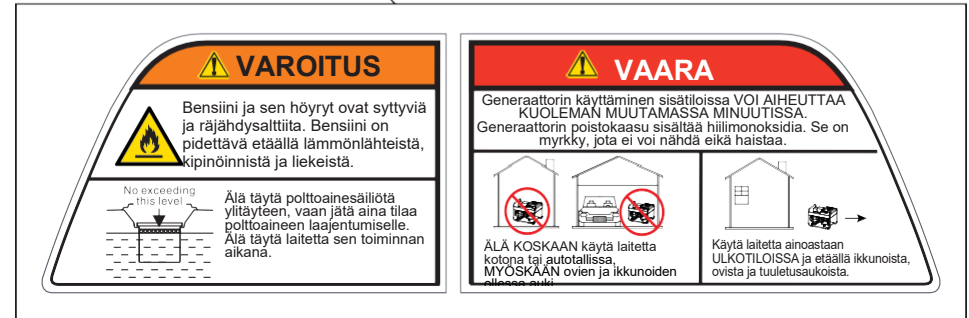 VAROITUS
Bensiini ja sen höyryt ovat syttyviä
ja räjähdysalttiita. Bensiini on
pidettävä etäällä lämmönlähteistä,
kipinöinnistä ja liekeistä.
No exceeding
this level
Älä täytä polttoainesäiliötä
ylitäyteen, vaan jätä aina tilaa
polttoaineen laajentumiselle.
Älä täytä laitetta sen toiminnan
aikana.
VAARA
Generaattorin käyttäminen sisätiloissa VOI AIHEUTTAA
KUOLEMAN MUUTAMASSA MINUUTISSA.
Generaattorin poistokaasu sisältää hiilimonoksidia. Se on
myrkky, jota ei voi nähdä eikä haistaa.
ÄLÄ KOSKAAN käytä laitetta
kotona tai autotallissa,
MYÖSKÄÄN ovien ja ikkunoiden
ollessa auki.
Käytä laitetta ainoastaan
ULKOTILOISSA ja etäällä ikkunoista,
ovista ja tuuletusaukoista.